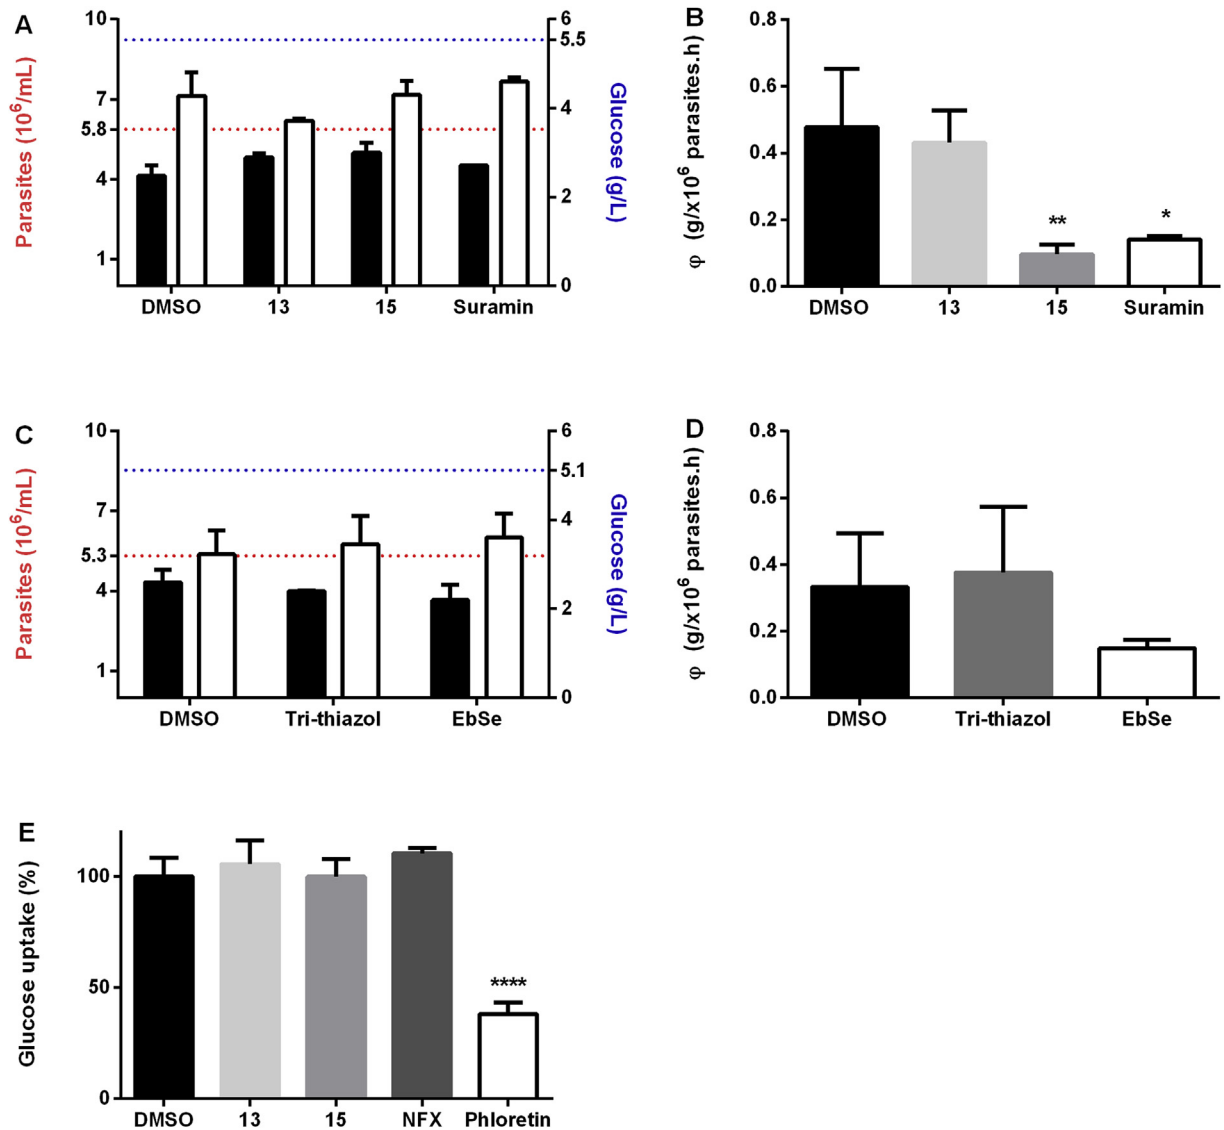 A
Parasites (10⁶/mL)
10
7
5.8
4
1
6
5.5
4
2
0
Glucose (g/L)
DMSO 13 15 Suramin
B
φ (g/x10⁶ parasites.h)
0.8
0.6
0.4
0.2
0.0
** *
DMSO 13 15 Suramin
C
Parasites (10⁶/mL)
10
7
5.3
4
1
6
5.1
4
2
0
Glucose (g/L)
DMSO Tri-thiazol EbSe
D
φ (g/x10⁶ parasites.h)
0.8
0.6
0.4
0.2
0.0
DMSO Tri-thiazol EbSe
E
Glucose uptake (%)
100
50
0
****
DMSO 13 15 NFX Phloretin